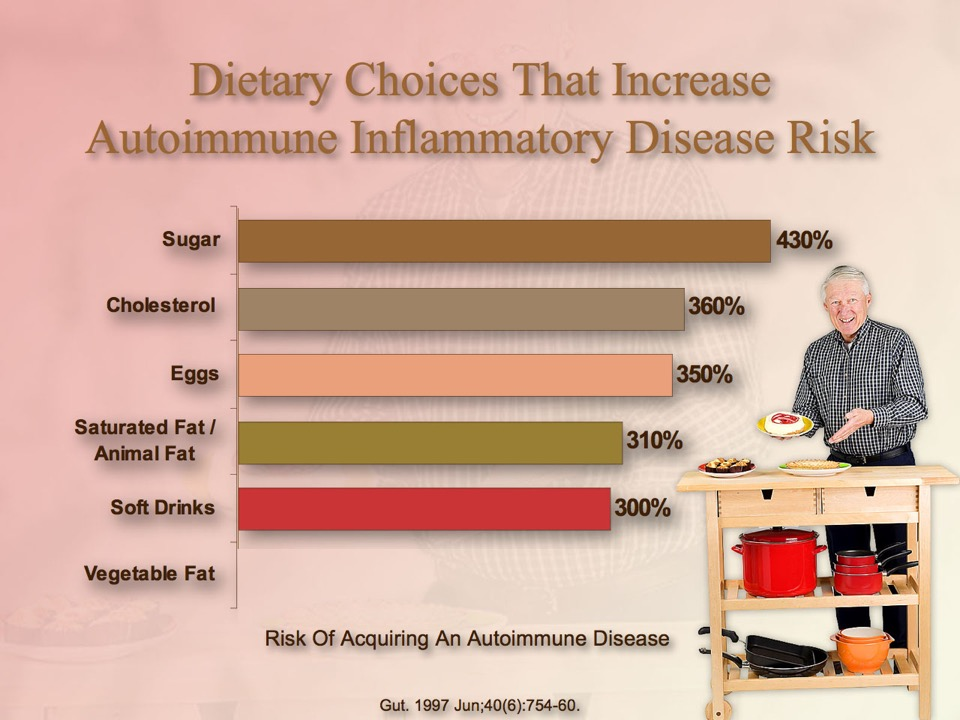 Dietary Choices That Increase
Autoimmune Inflammatory Disease Risk
Sugar
430%
Cholesterol
360%
Eggs
350%
Saturated Fat /
Animal Fat
310%
Soft Drinks
300%
Vegetable Fat
Risk Of Acquiring An Autoimmune Disease
Gut. 1997 Jun;40(6):754-60.